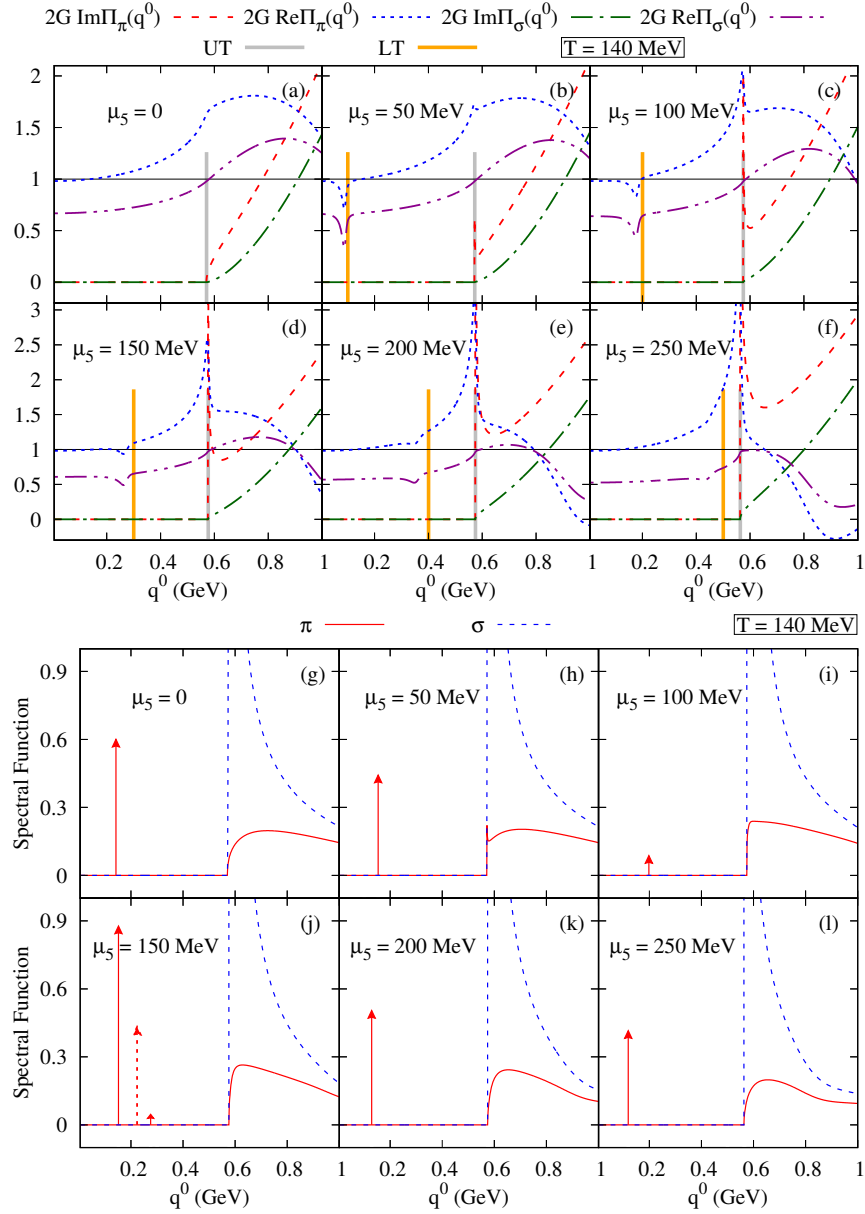 2G ImΠπ(q⁰) 2G ReΠπ(q⁰) 2G ImΠσ(q⁰) 2G ReΠσ(q⁰)
UT LT T = 140 MeV
(a) (b) (c)
μ₅ = 0 μ₅ = 50 MeV μ₅ = 100 MeV
2
1.5
1
0.5
0
(d) (e) (f)
μ₅ = 150 MeV μ₅ = 200 MeV μ₅ = 250 MeV
3
2.5
2
1.5
1
0.5
0
0.2 0.4 0.6 0.8 0.2 0.4 0.6 0.8 0.2 0.4 0.6 0.8 1
q⁰ (GeV) q⁰ (GeV) q⁰ (GeV)
π σ T = 140 MeV
(g) (h) (i)
μ₅ = 0 μ₅ = 50 MeV μ₅ = 100 MeV
0.9
0.6
0.3
0
Spectral Function
(j) (k) (l)
μ₅ = 150 MeV μ₅ = 200 MeV μ₅ = 250 MeV
0.9
0.6
0.3
0
Spectral Function
0.2 0.4 0.6 0.8 1 0.2 0.4 0.6 0.8 1 0.2 0.4 0.6 0.8 1
q⁰ (GeV) q⁰ (GeV) q⁰ (GeV)